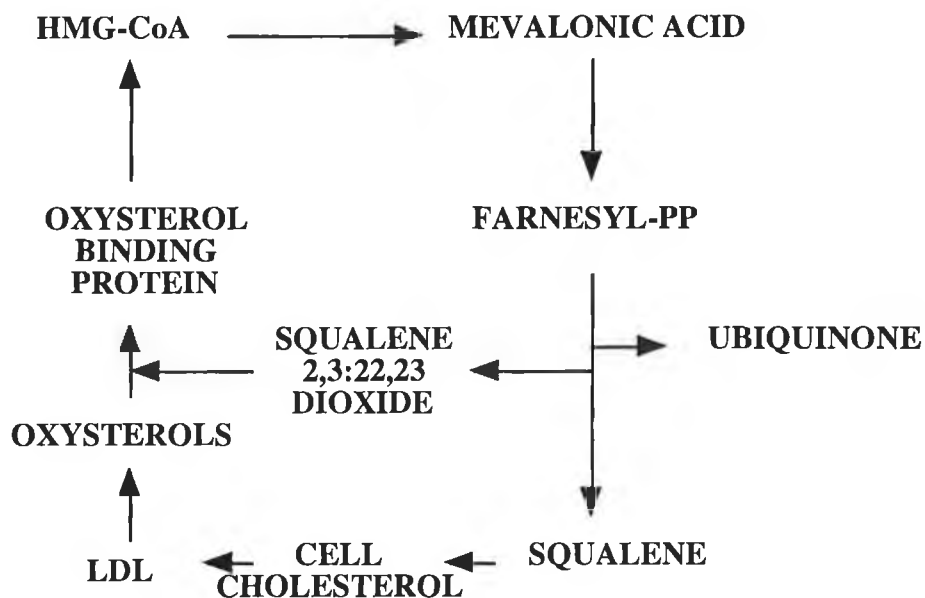 HMG-CoA
MEVALONIC ACID
OXYSTEROL
BINDING
PROTEIN
FARNESYL-PP
SQUALENE
2,3:22,23
DIOXIDE
UBIQUINONE
OXYSTEROLS
LDL
CELL
CHOLESTEROL
SQUALENE